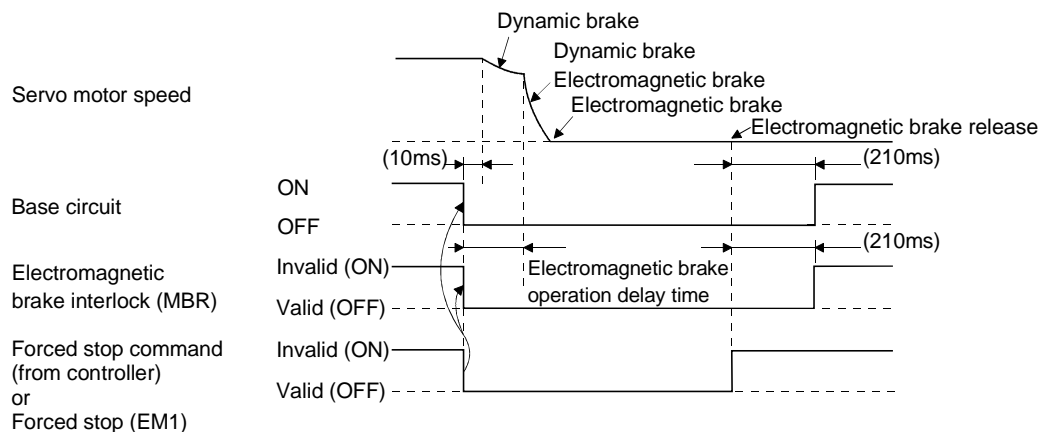 Dynamic brake
Dynamic brake
Electromagnetic brake
Electromagnetic brake
Electromagnetic brake release
Servo motor speed
(10ms)
(210ms)
Base circuit
ON
OFF
(210ms)
Electromagnetic
brake interlock (MBR)
Invalid (ON)
Valid (OFF)
Electromagnetic brake
operation delay time
Forced stop command
(from controller)
or
Forced stop (EM1)
Invalid (ON)
Valid (OFF)